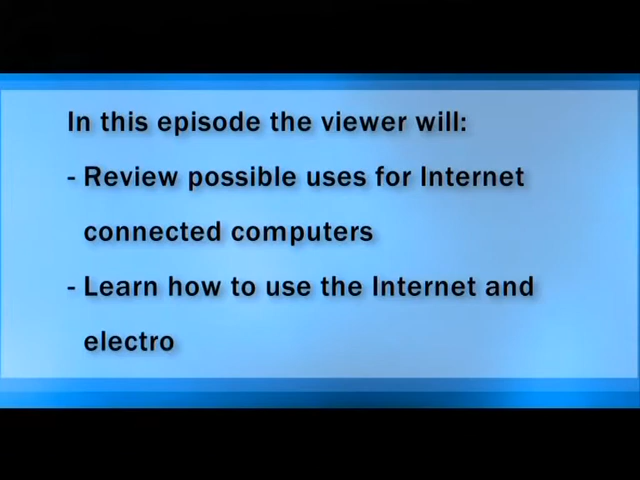 In this episode the viewer will:
- Review possible uses for Internet
connected computers
- Learn how to use the Internet and
electro